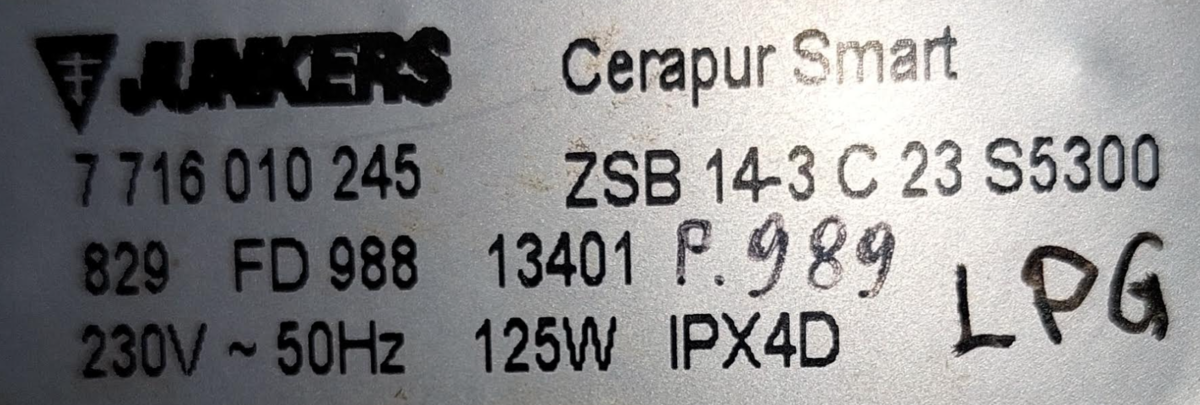 JUNKERS Cerapur Smart
7 716 010 245 ZSB 14-3 C 23 S5300
829 FD 988 13401 P.989
LPG
230V ~ 50Hz 125W IPX4D